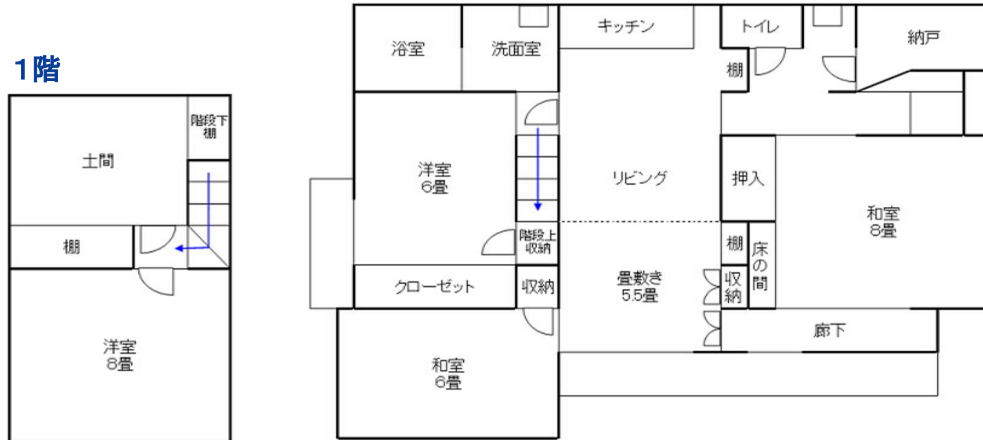 1階
階段下
棚
土間
棚
洋室
8畳
浴室
洗面室
キッチン
トイレ
棚
納戸
洋室
6畳
リビング
押入
和室
8畳
階段上
収納
棚
床の間
クローゼット
収納
畳敷き
5.5畳
収納
廊下
和室
6畳